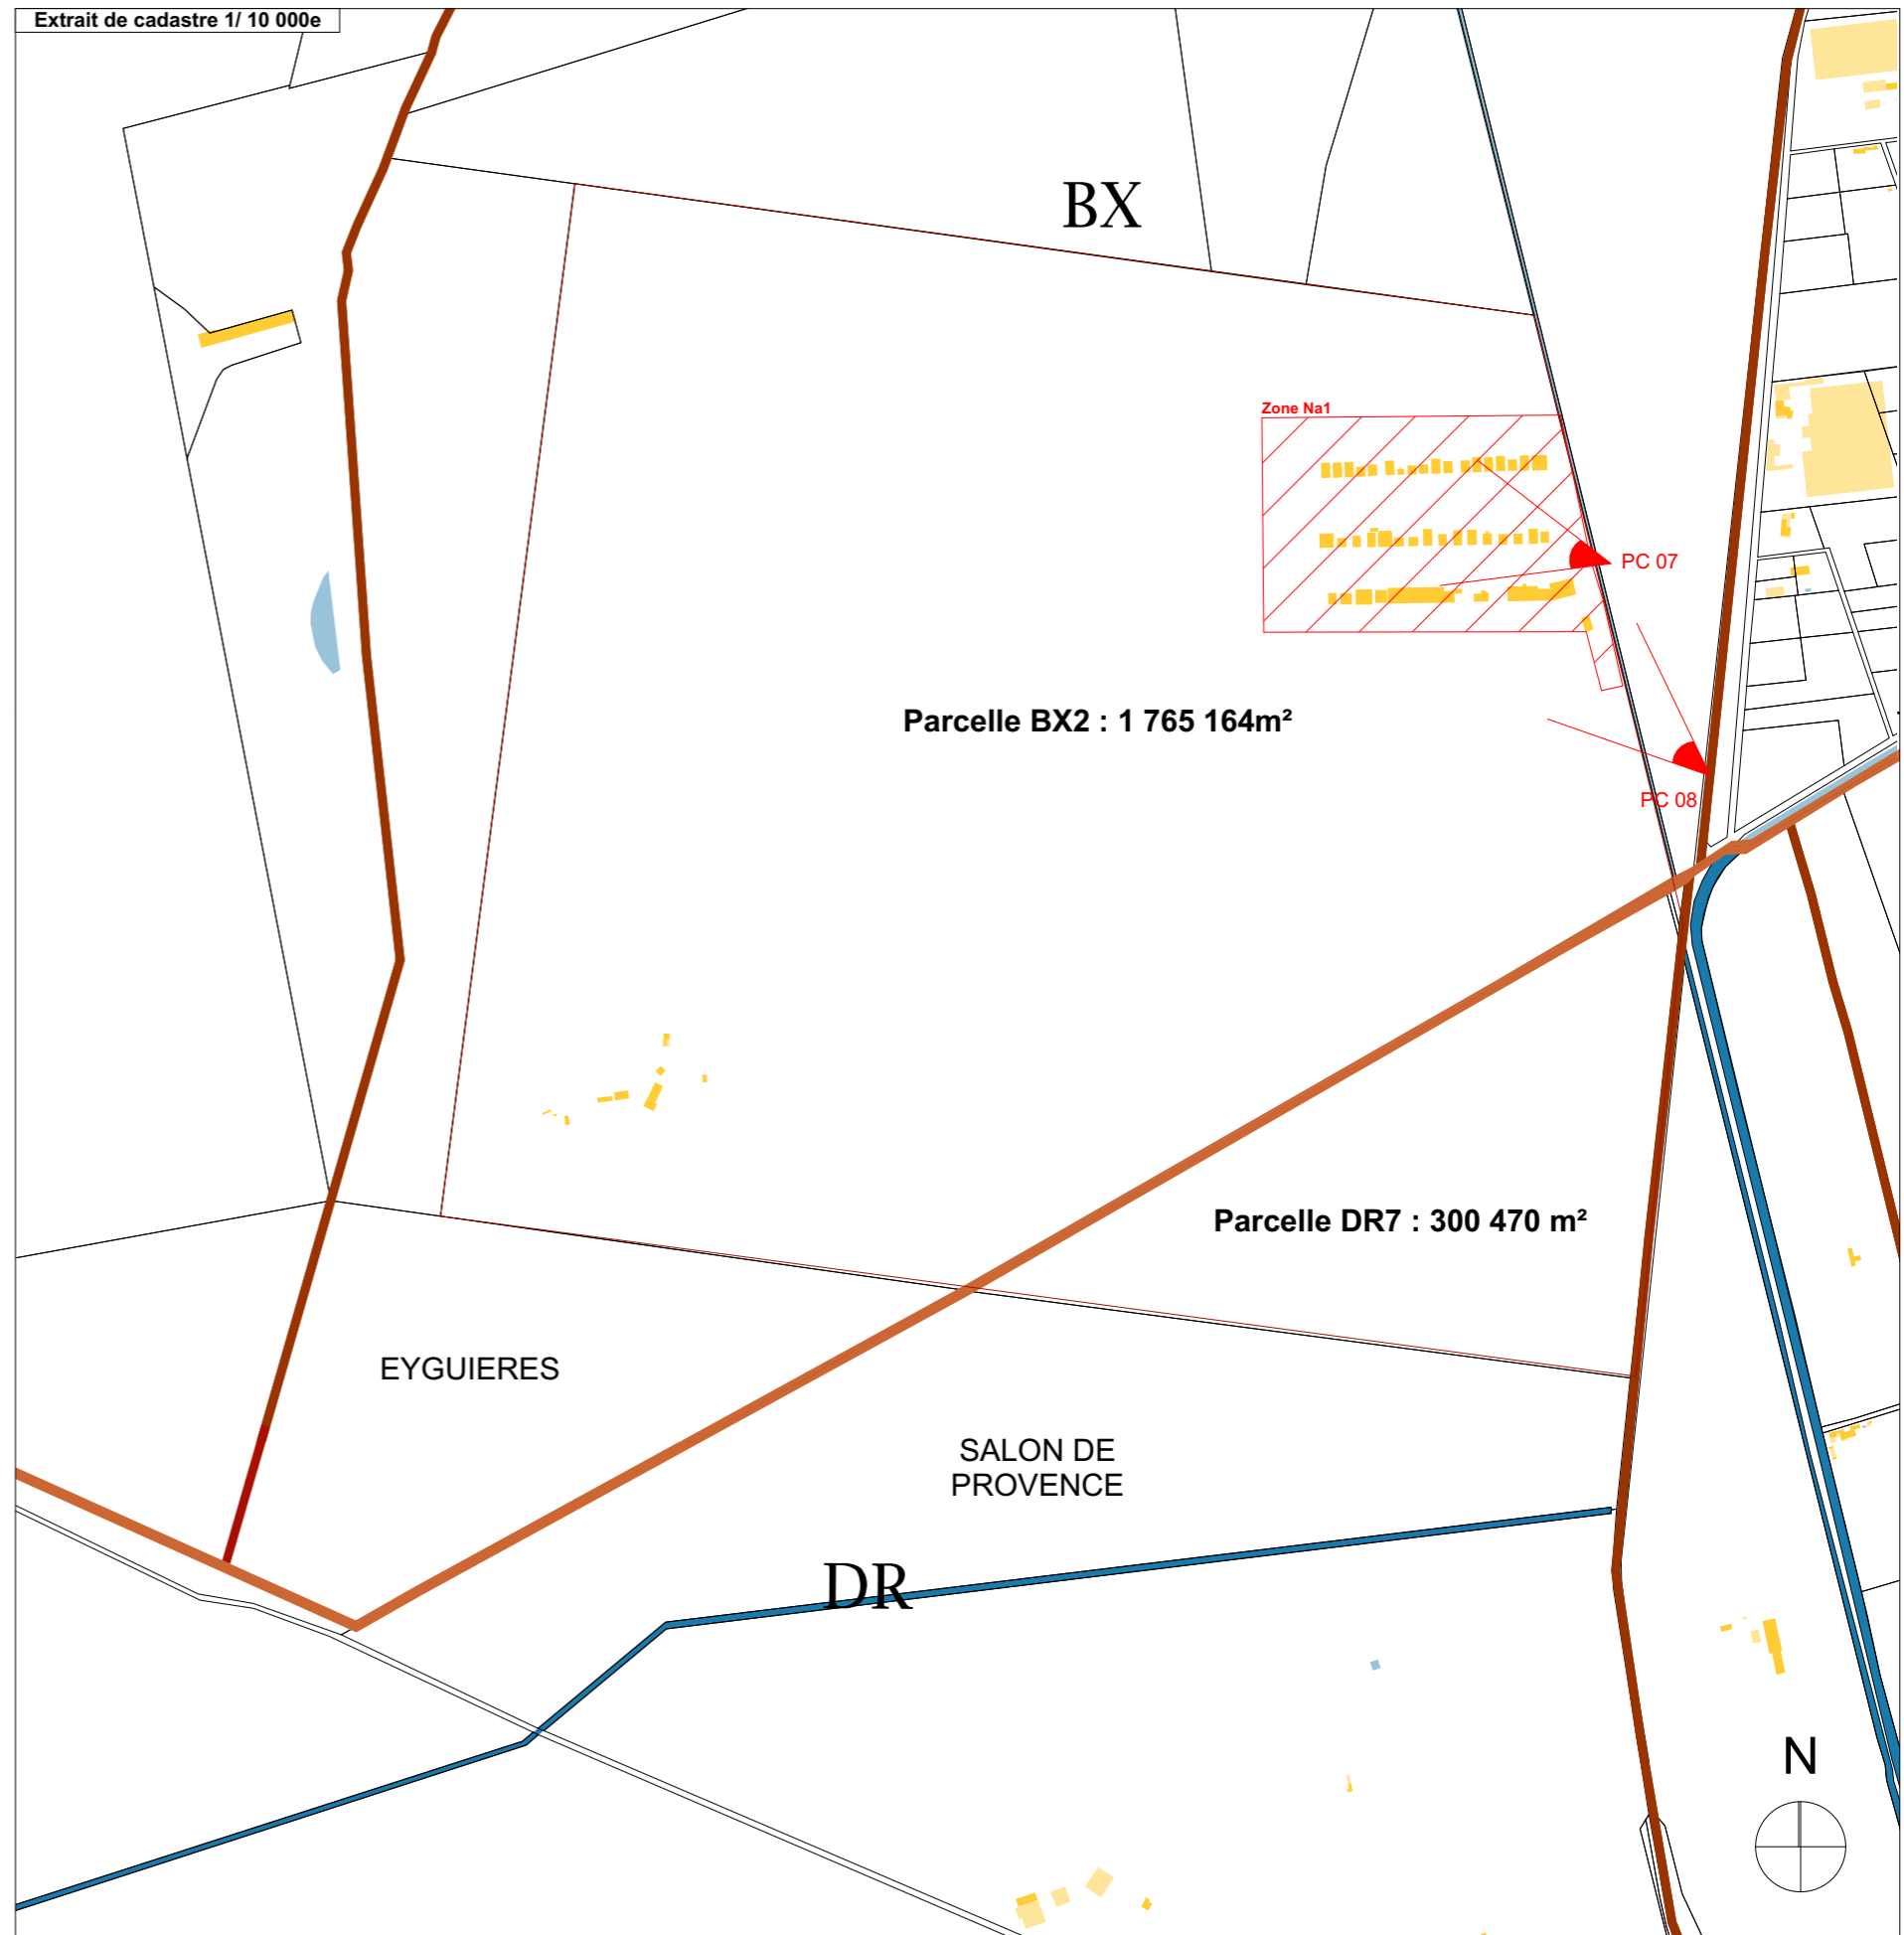 Extrait de cadastre 1/ 10 000e
BX
Zone Na1
PC 07
Parcelle BX2 : 1 765 164m²
PC 08
Parcelle DR7 : 300 470 m²
EYGUIERES
SALON DE
PROVENCE
DR
N